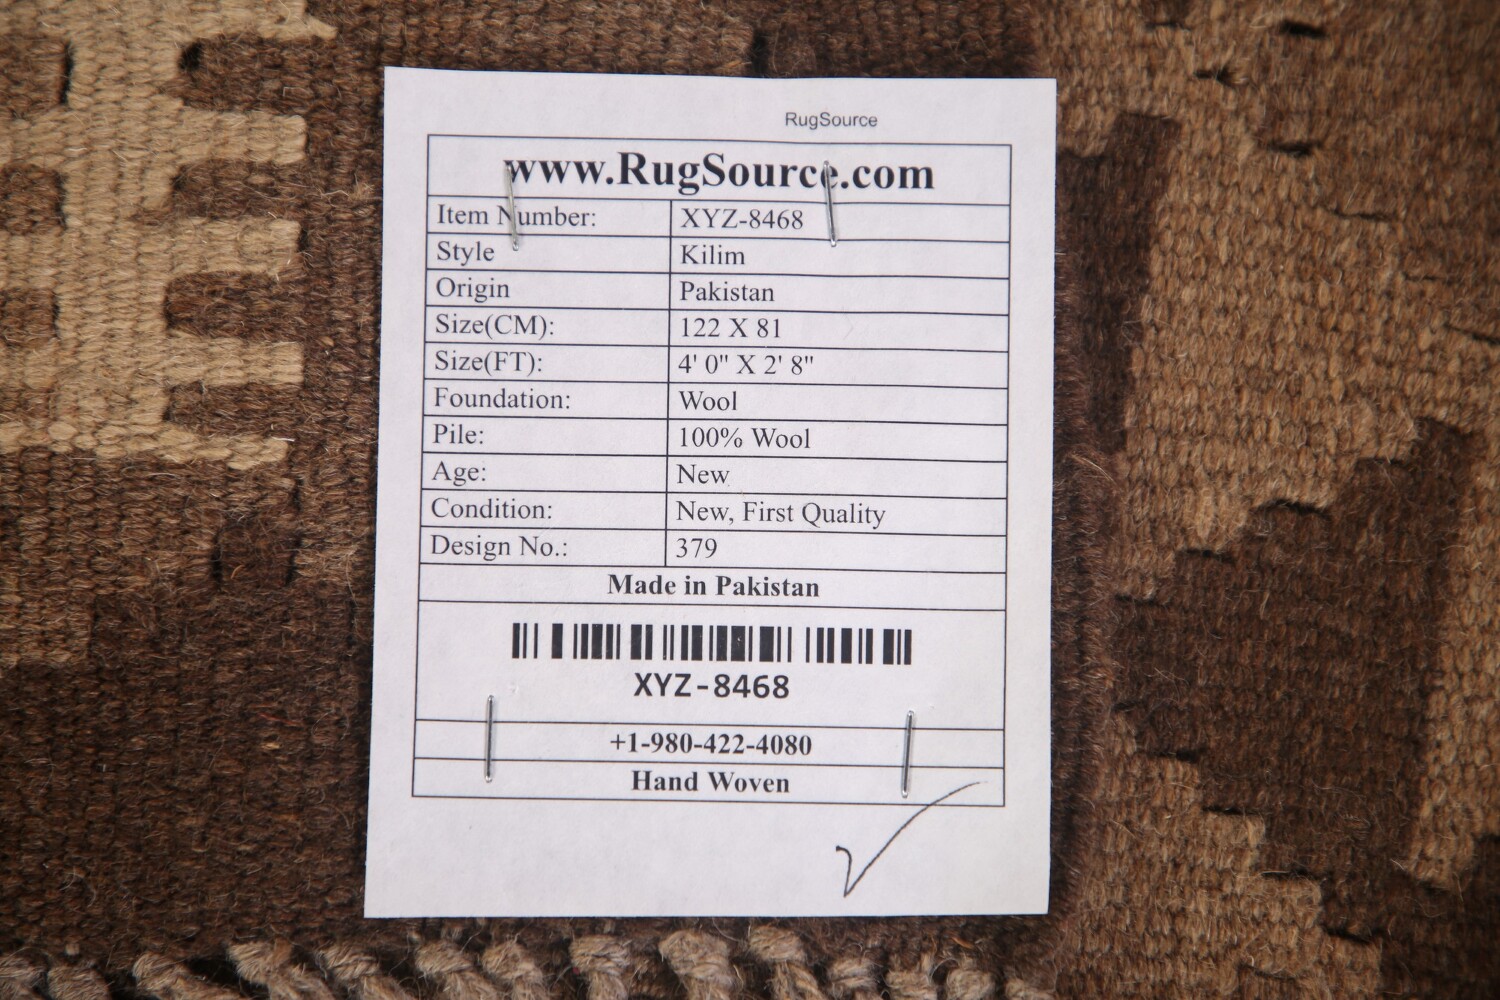 RugSource
www.RugSource.com
Item Number: XYZ-8468
Style Kilim
Origin Pakistan
Size(CM): 122 X 81
Size(FT): 4' 0" X 2' 8"
Foundation: Wool
Pile: 100% Wool
Age: New
Condition: New, First Quality
Design No.: 379
Made in Pakistan
XYZ-8468
+1-980-422-4080
Hand Woven